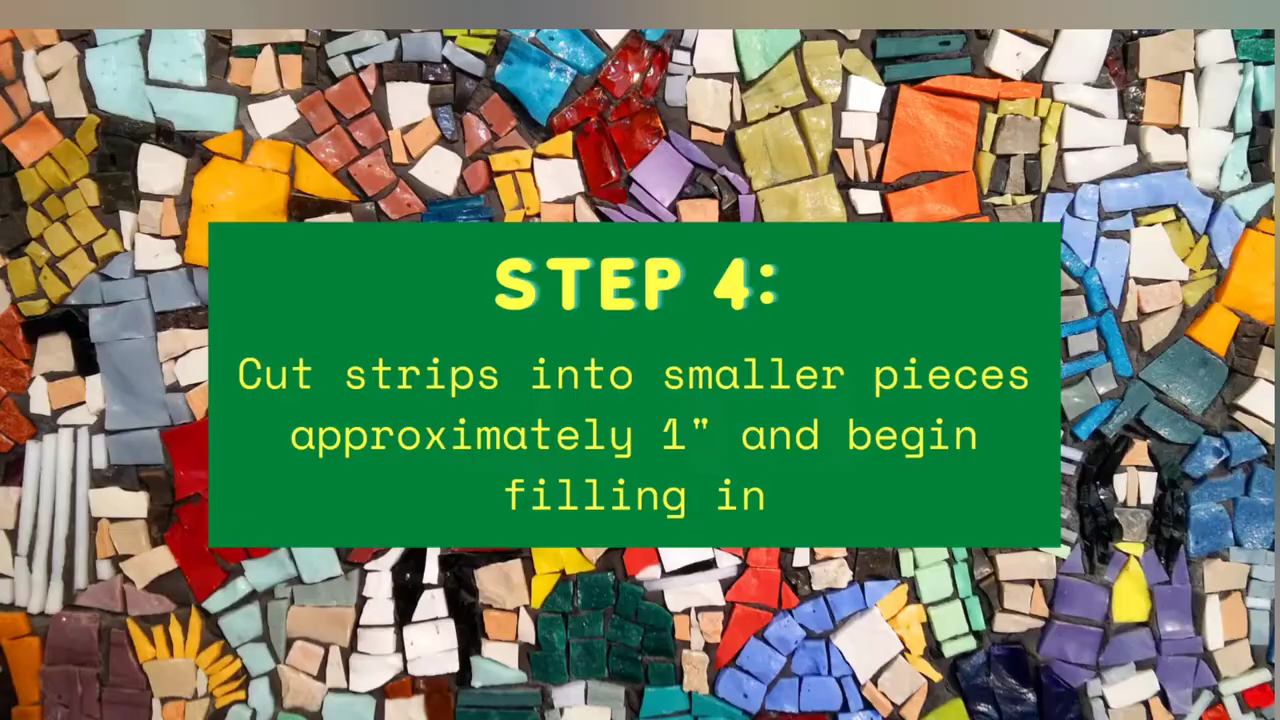 STEP 4:
Cut strips into smaller pieces
approximately 1" and begin
filling in